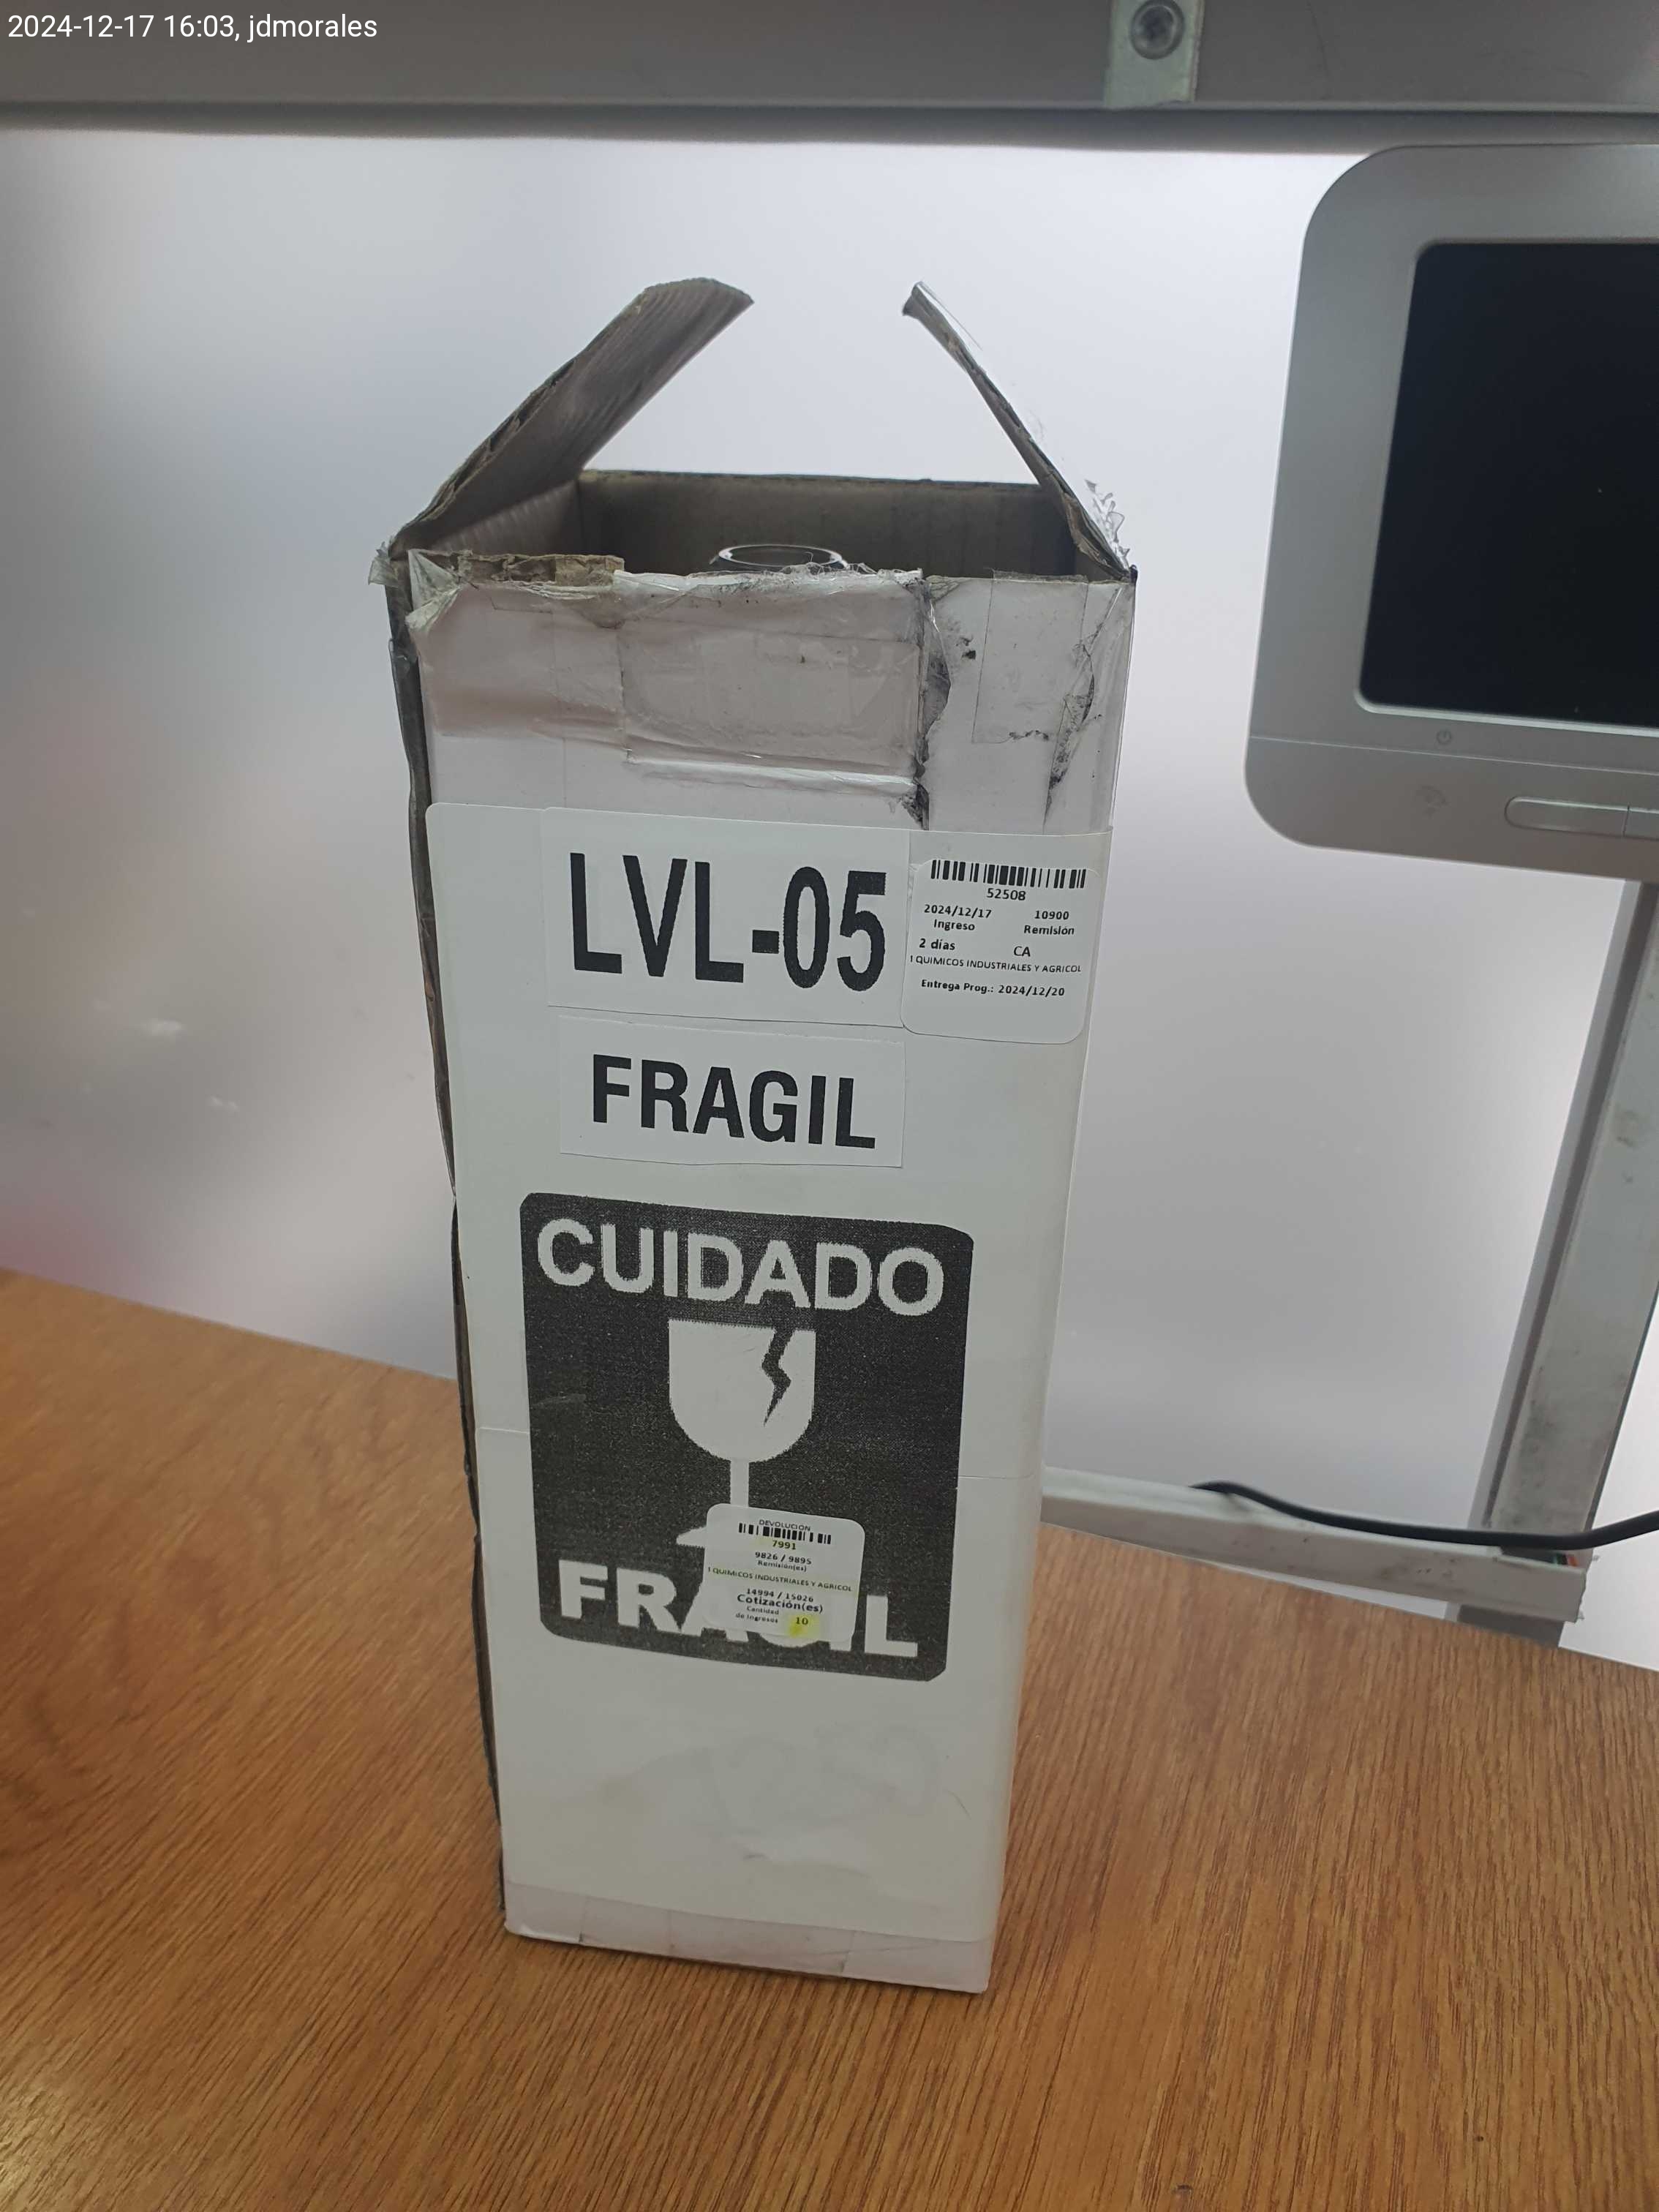 2024-12-17 16:03, jdmorales
LVL-05
52508
2024/12/17 10900
Ingreso Remisión
2 días CA
1 QUIMICOS INDUSTRIALES Y AGRICOL
Entrega Prog.: 2024/12/20
FRAGIL
CUIDADO
DEVOLUCIÓN
7991
9826 / 9895
Remisión(es)
1 QUIMICOS INDUSTRIALES Y AGRICOL
14994 / 15026
Cotización(es)
Cantidad
de Ingresos 10
FRAGIL